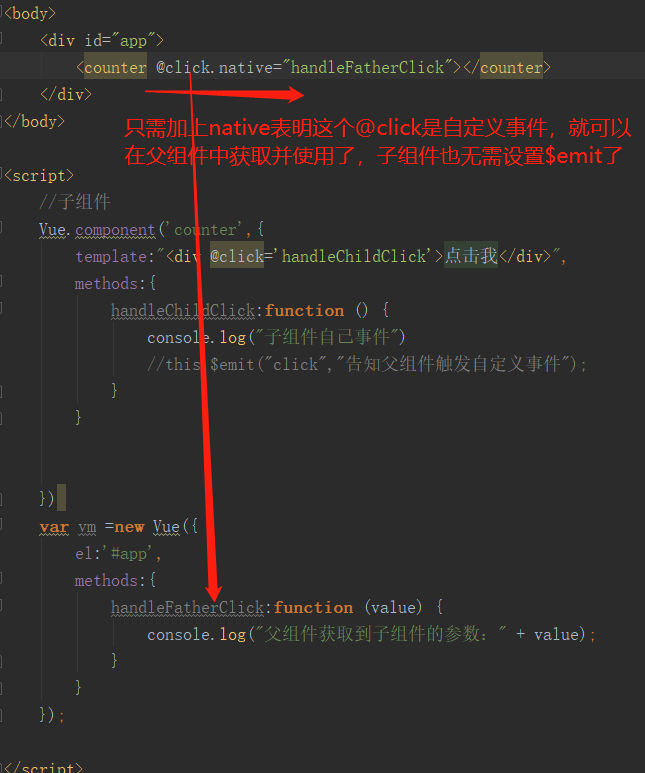 <body>
<div id="app">
<counter @click.native="handleFatherClick"></counter>
</div>
</body>
只需加上native表明这个@click是自定义事件，就可以
在父组件中获取并使用了，子组件也无需设置$emit了
<script>
//子组件
Vue.component('counter',{
template:"<div @click='handleChildClick'>点击我</div>",
methods:{
handleChildClick:function () {
console.log("子组件自己事件")
//this.$emit("click","告知父组件触发自定义事件");
}
}
})
var vm =new Vue({
el:'#app',
methods:{
handleFatherClick:function (value) {
console.log("父组件获取到子组件的参数：" + value);
}
}
});
</script>